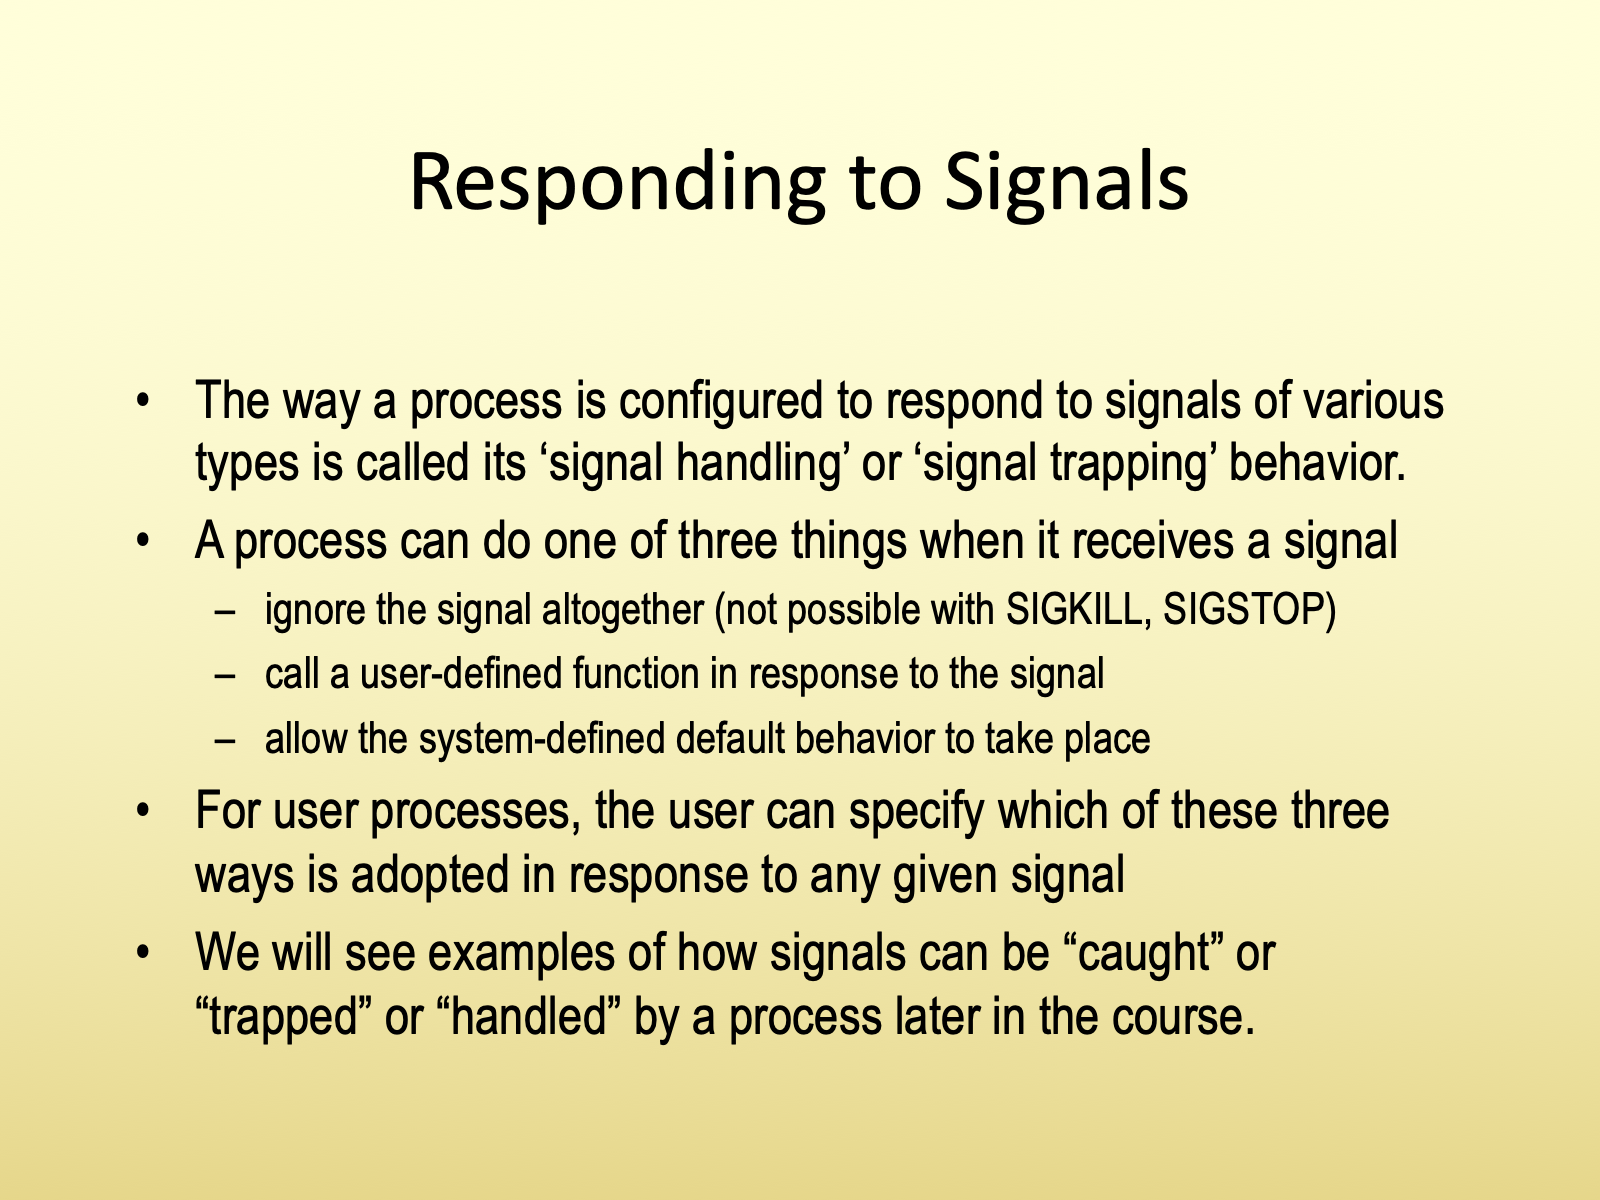 Responding to Signals
• The way a process is configured to respond to signals of various
types is called its ‘signal handling’ or ‘signal trapping’ behavior.
• A process can do one of three things when it receives a signal
– ignore the signal altogether (not possible with SIGKILL, SIGSTOP)
– call a user-defined function in response to the signal
– allow the system-defined default behavior to take place
• For user processes, the user can specify which of these three
ways is adopted in response to any given signal
• We will see examples of how signals can be “caught” or
“trapped” or “handled” by a process later in the course.